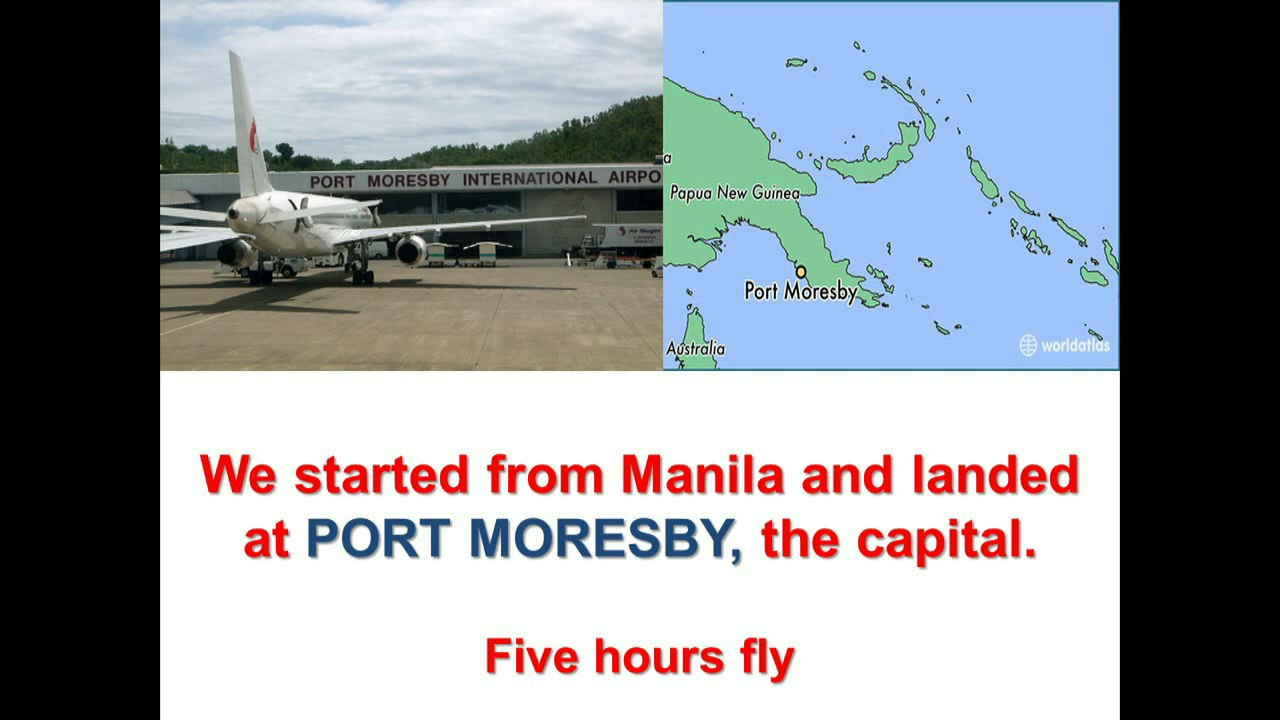 PORT MORESBY INTERNATIONAL AIRPO
Air Niugini
a
Papua New Guinea
Port Moresby
Australia
worldatlas
We started from Manila and landed
at PORT MORESBY, the capital.
Five hours fly